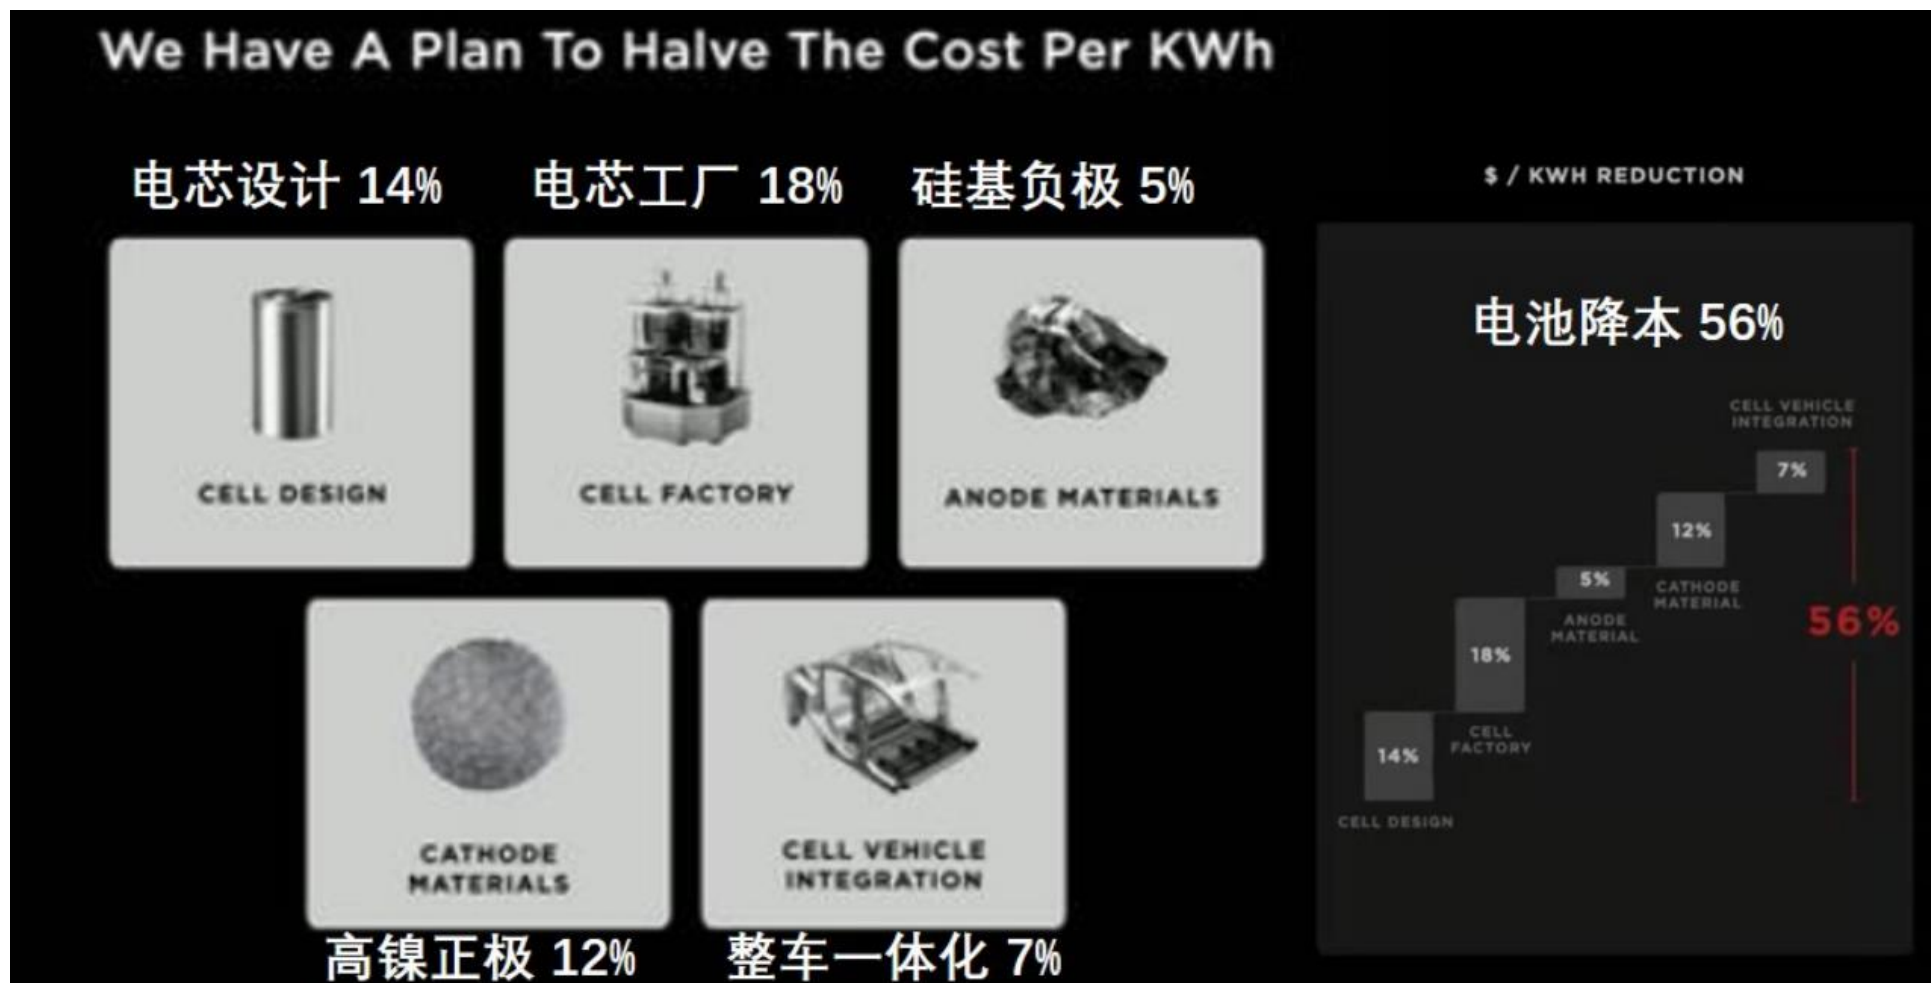 We Have A Plan To Halve The Cost Per KWh
电芯设计 14%
电芯工厂 18%
硅基负极 5%
CELL DESIGN
CELL FACTORY
ANODE MATERIALS
CATHODE
MATERIALS
CELL VEHICLE
INTEGRATION
高镍正极 12%
整车一体化 7%
$ / KWH REDUCTION
电池降本 56%
CELL VEHICLE
INTEGRATION
7%
12%
CATHODE
MATERIAL
5%
ANODE
MATERIAL
56%
18%
CELL
FACTORY
14%
CELL DESIGN